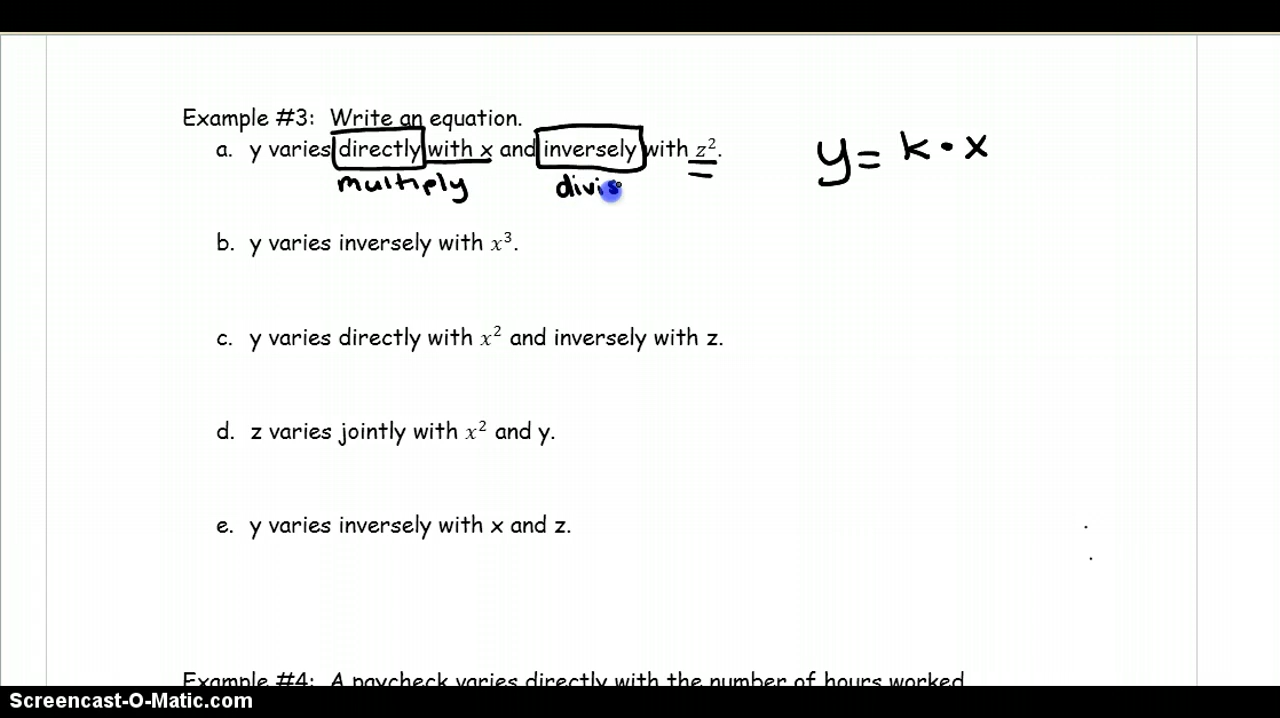 Example #3: Write an equation.
a. y varies directly with x and inversely with z². y = k · x
multiply divis
b. y varies inversely with x³.
c. y varies directly with x² and inversely with z.
d. z varies jointly with x² and y.
e. y varies inversely with x and z.
Example #4: A paycheck varies directly with the number of hours worked
Screencast-O-Matic.com